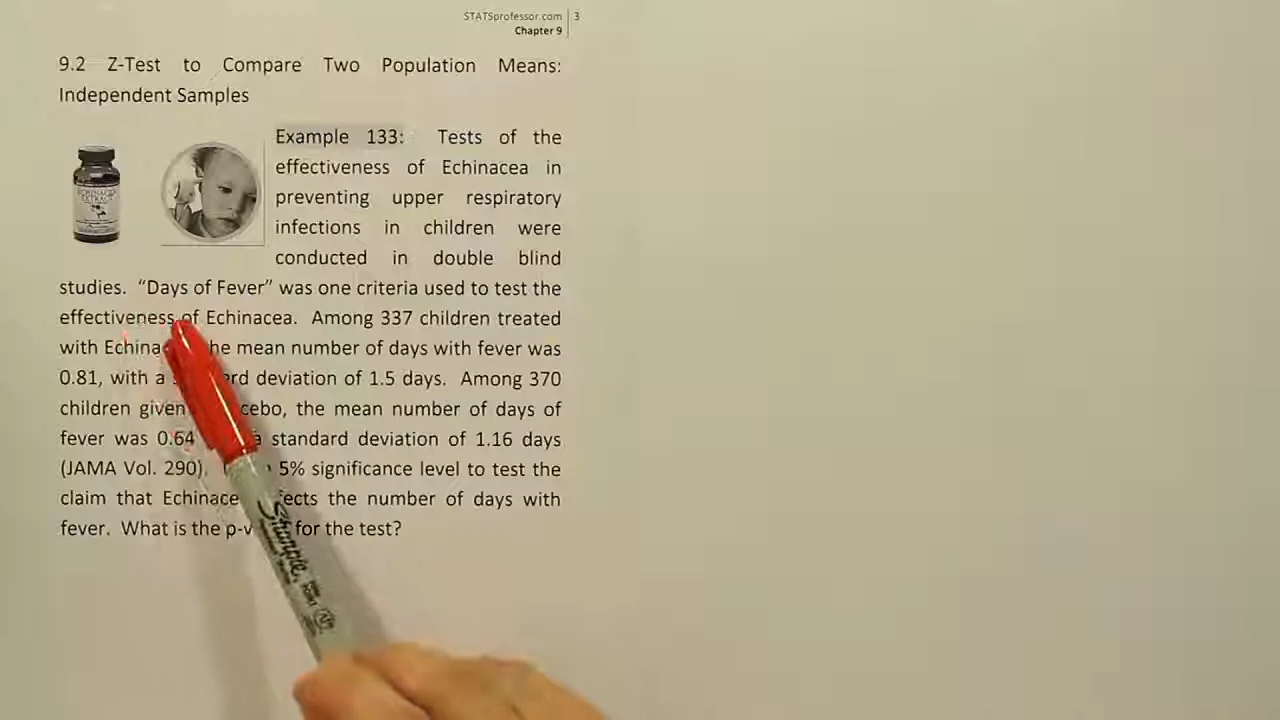 STATSprofessor.com 3
Chapter 9
9.2 Z-Test to Compare Two Population Means:
Independent Samples
Example 133: Tests of the
effectiveness of Echinacea in
preventing upper respiratory
infections in children were
conducted in double blind
studies. “Days of Fever” was one criteria used to test the
effectiveness of Echinacea. Among 337 children treated
with Echina he mean number of days with fever was
0.81, with a s rd deviation of 1.5 days. Among 370
children given cebo, the mean number of days of
fever was 0.64 a standard deviation of 1.16 days
(JAMA Vol. 290). 5% significance level to test the
claim that Echinace fects the number of days with
fever. What is the p-v for the test?
ECHINACEA
EXTRACT
Sharpie